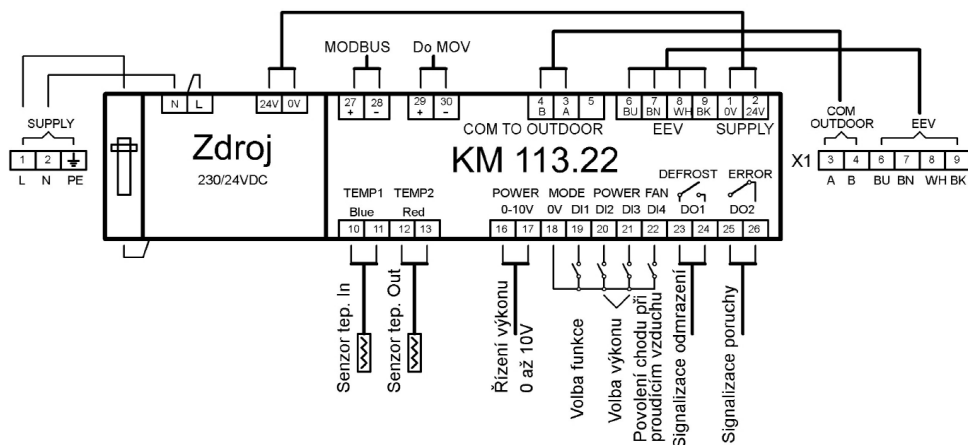 MODBUS Do MOV
N L 24V 0V 27 28 29 30 4 3 5 6 7 8 9 1 2
+ − + − B A BU BN WH BK 0V 24V
COM TO OUTDOOR EEV SUPPLY
SUPPLY
1 2
L N PE
Zdroj
230/24VDC
KM 113.22
COM
OUTDOOR EEV
X1 3 4 6 7 8 9
A B BU BN WH BK
TEMP1 TEMP2 POWER MODE POWER FAN DEFROST ERROR
Blue Red 0-10V 0V DI1 DI2 DI3 DI4 DO1 DO2
10 11 12 13 16 17 18 19 20 21 22 23 24 25 26
Senzor tep. In
Senzor tep. Out
Řízení výkonu
0 až 10V
Volba funkce
Volba výkonu
Povolení chodu při
proudícím vzduchu
Signalizace odmrazení
Signalizace poruchy